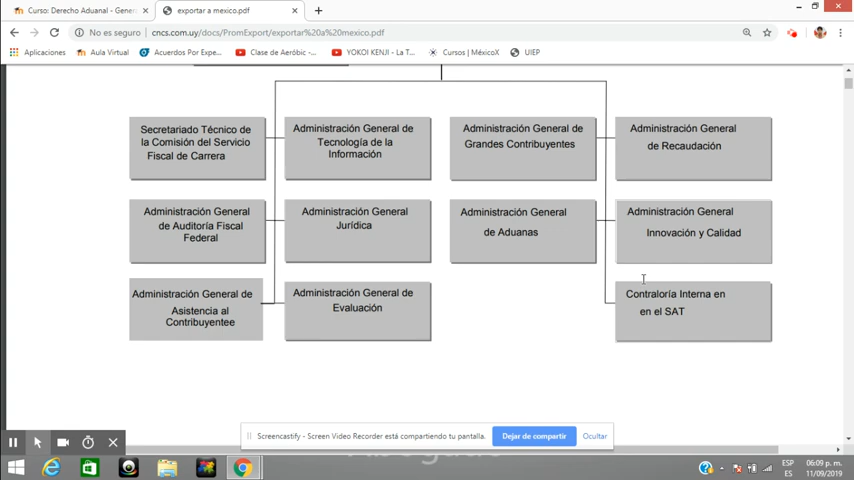 Curso: Derecho Aduanal - Gener
exportar a mexico.pdf
No es seguro
cncs.com.uy/docs/PromExport/exportar%20a%20mexico.pdf
Aplicaciones
Aula Virtual
Acuerdos Por Expe...
Clase de Aeróbic -...
YOKOI KENJI - La T...
Cursos | MéxicoX
UIEP
Secretariado Técnico de
la Comisión del Servicio
Fiscal de Carrera
Administración General de
Tecnología de la
Información
Administración General de
Grandes Contribuyentes
Administración General
de Recaudación
Administración General
de Auditoría Fiscal
Federal
Administración General
Jurídica
Administración General
de Aduanas
Administración General
Innovación y Calidad
Administración General de
Asistencia al
Contribuyentee
Administración General de
Evaluación
Contraloría Interna en
en el SAT
Screencastify - Screen Video Recorder está compartiendo tu pantalla.
Dejar de compartir
Ocultar
ESP
ES
06:09 p. m.
11/09/2019